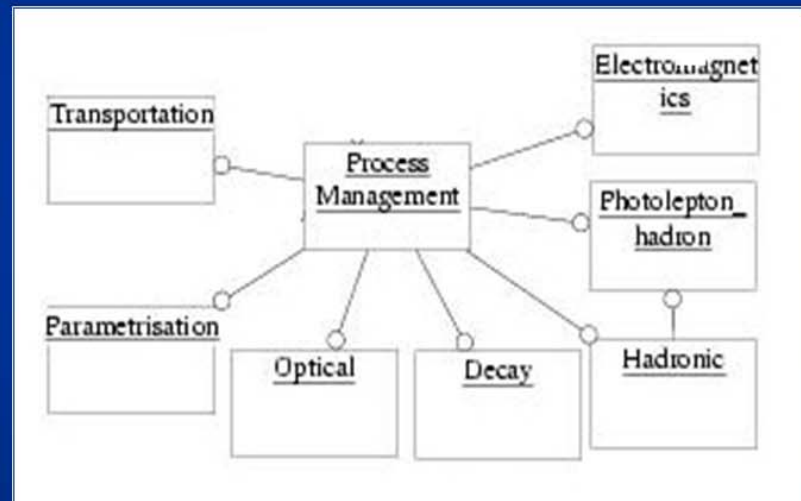 Electromagnet
ics
Transportation
Process
Management
Photolepton_
hadron
Parametrisation
Optical
Decay
Hadronic